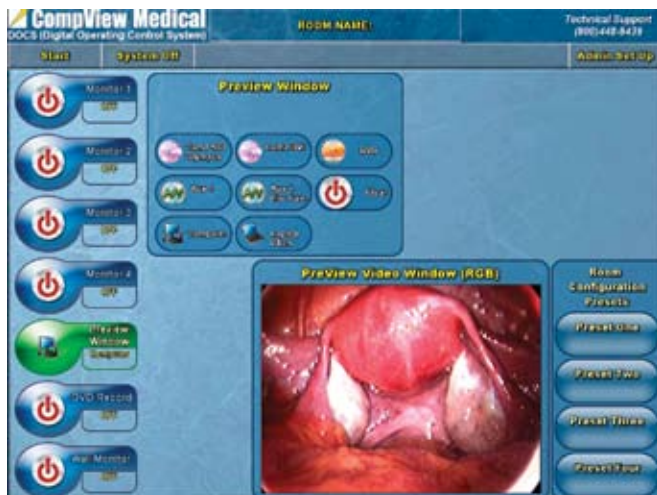 CompView Medical
DOCS (Digital Operating Control System)
ROOM NAME:
Technical Support
(800)448-8439
Start
System Off
Admin Set Up
Monitor 1
OFF
Monitor 2
OFF
Monitor 3
OFF
Monitor 4
OFF
Preview
Window
Computer
DVD Record
OFF
Wall Monitor
OFF
Preview Window
Computer
PreView Video Window (RGB)
Room
Configuration
Presets:
Preset One
Preset Two
Preset Three
Preset Four